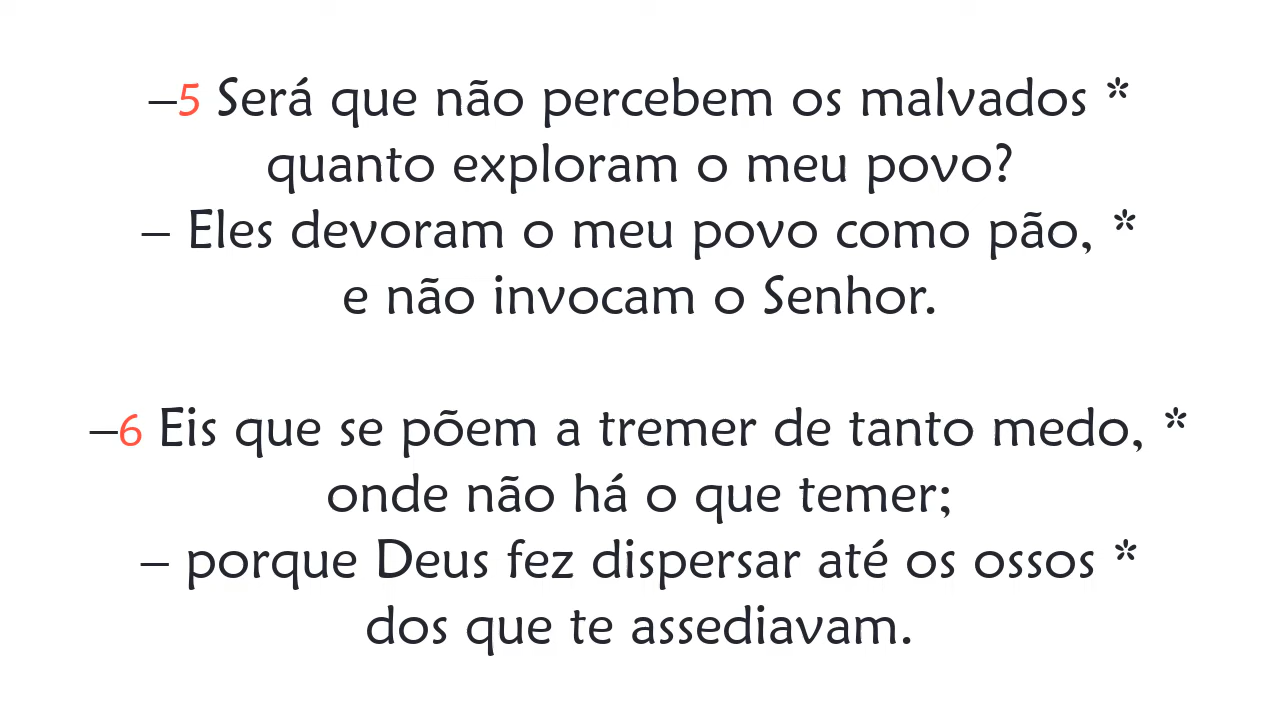 –5 Será que não percebem os malvados *
quanto exploram o meu povo?
– Eles devoram o meu povo como pão, *
e não invocam o Senhor.
–6 Eis que se põem a tremer de tanto medo, *
onde não há o que temer;
– porque Deus fez dispersar até os ossos *
dos que te assediavam.